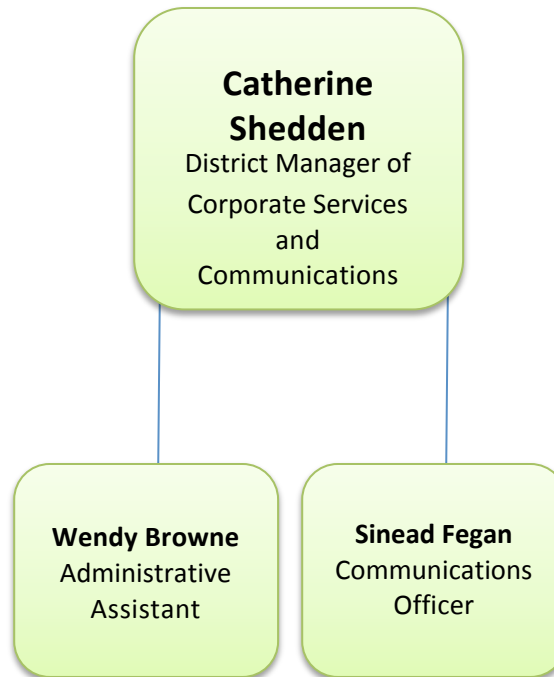 Catherine
Shedden
District Manager of
Corporate Services
and
Communications
Wendy Browne
Administrative
Assistant
Sinead Fegan
Communications
Officer